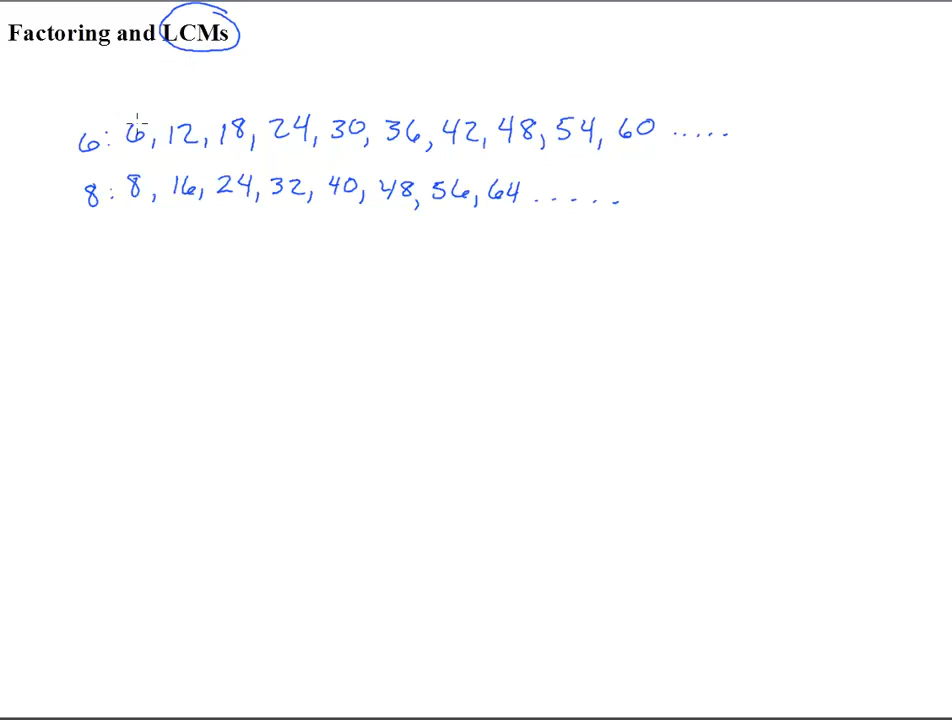 Factoring and LCMs
6: 6, 12, 18, 24, 30, 36, 42, 48, 54, 60 .....
8: 8, 16, 24, 32, 40, 48, 56, 64 .....